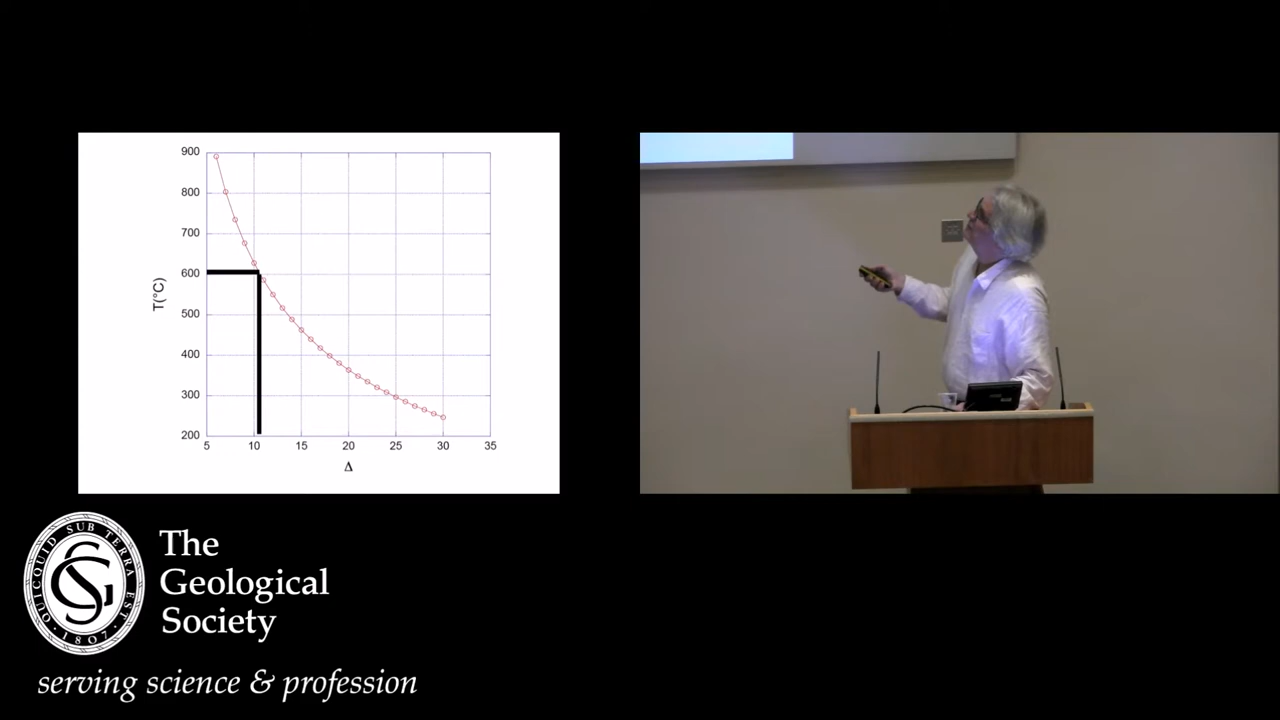 900
800
700
600
500
400
300
200
T(°C)
5 10 15 20 25 30 35
Δ
QUICQUID SUB TERRA EST
GS
·1807·
The
Geological
Society
serving science & profession